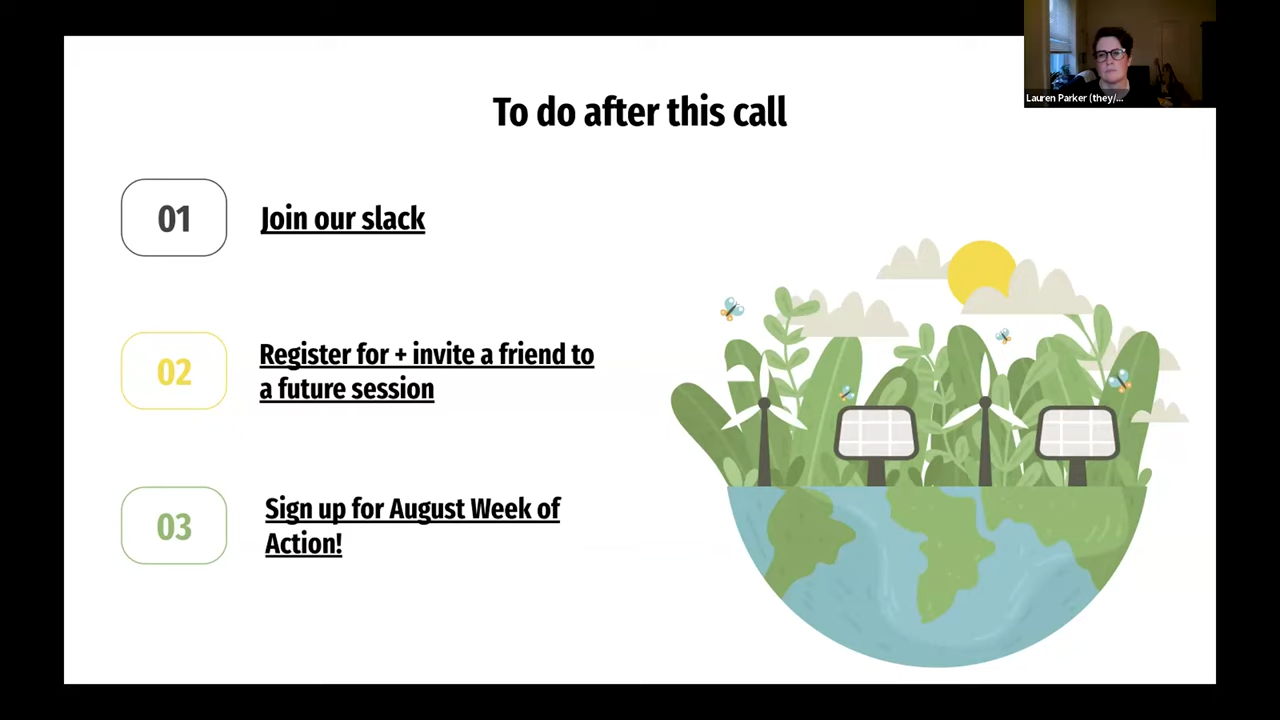 Lauren Parker (they/...
To do after this call
01
Join our slack
02
Register for + invite a friend to
a future session
03
Sign up for August Week of
Action!